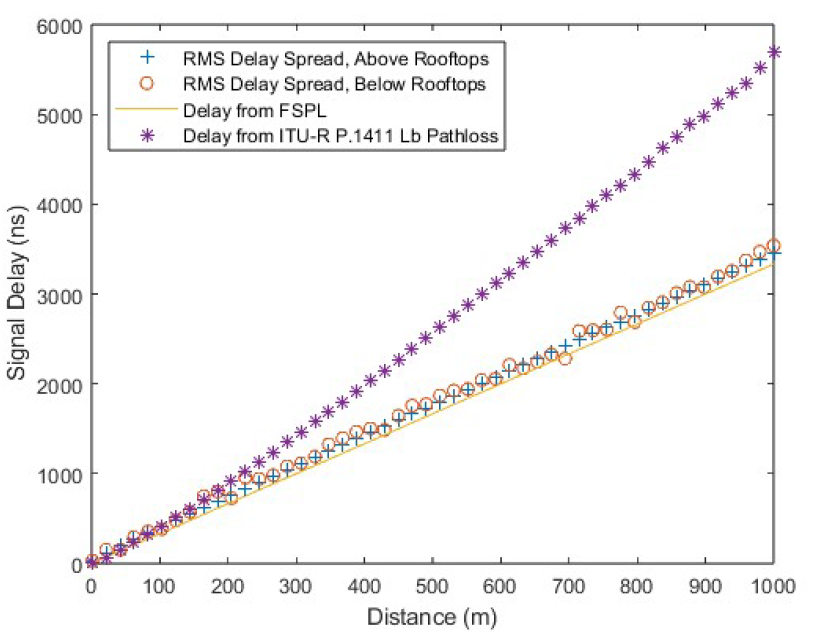 6000
5000
4000
3000
2000
1000
0
Signal Delay (ns)
RMS Delay Spread, Above Rooftops
RMS Delay Spread, Below Rooftops
Delay from FSPL
Delay from ITU-R P.1411 Lb Pathloss
0 100 200 300 400 500 600 700 800 900 1000
Distance (m)